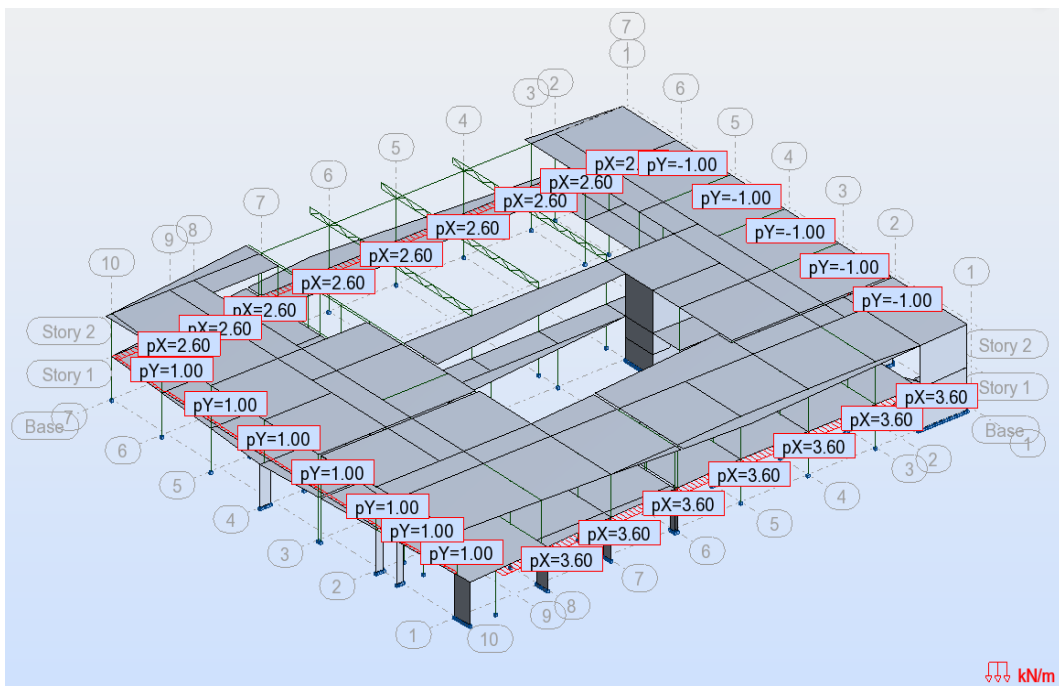 7
1
2
3
6
4
5
5
pX=2.
pY=-1.00
6
4
pX=2.60
pY=-1.00
7
pX=2.60
3
8
9
pX=2.60
pY=-1.00
2
10
pX=2.60
pY=-1.00
1
pX=2.60
pY=-1.00
pX=2.60
Story 2
pX=2.60
Story 2
pX=2.60
Story 1
pY=1.00
Story 1
pX=3.60
7
Base
pY=1.00
pX=3.60
Base
1
6
pY=1.00
pX=3.60
2
3
5
pY=1.00
pX=3.60
4
4
pY=1.00
pX=3.60
5
3
pY=1.00
pX=3.60
6
2
pY=1.00
pX=3.60
7
8
9
1
10
kN/m